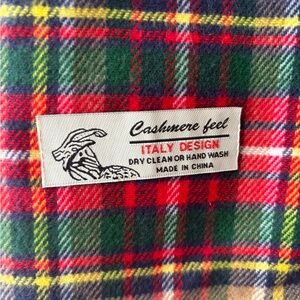 Cashmere feel
ITALY DESIGN
DRY CLEAN OR HAND WASH
MADE IN CHINA